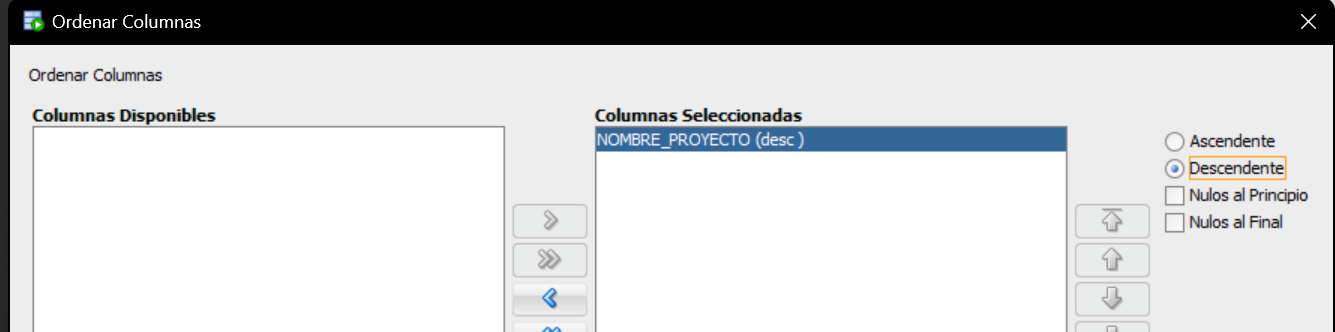 Ordenar Columnas
Ordenar Columnas
Columnas Disponibles
Columnas Seleccionadas
NOMBRE_PROYECTO (desc )
Ascendente
Descendente
Nulos al Principio
Nulos al Final